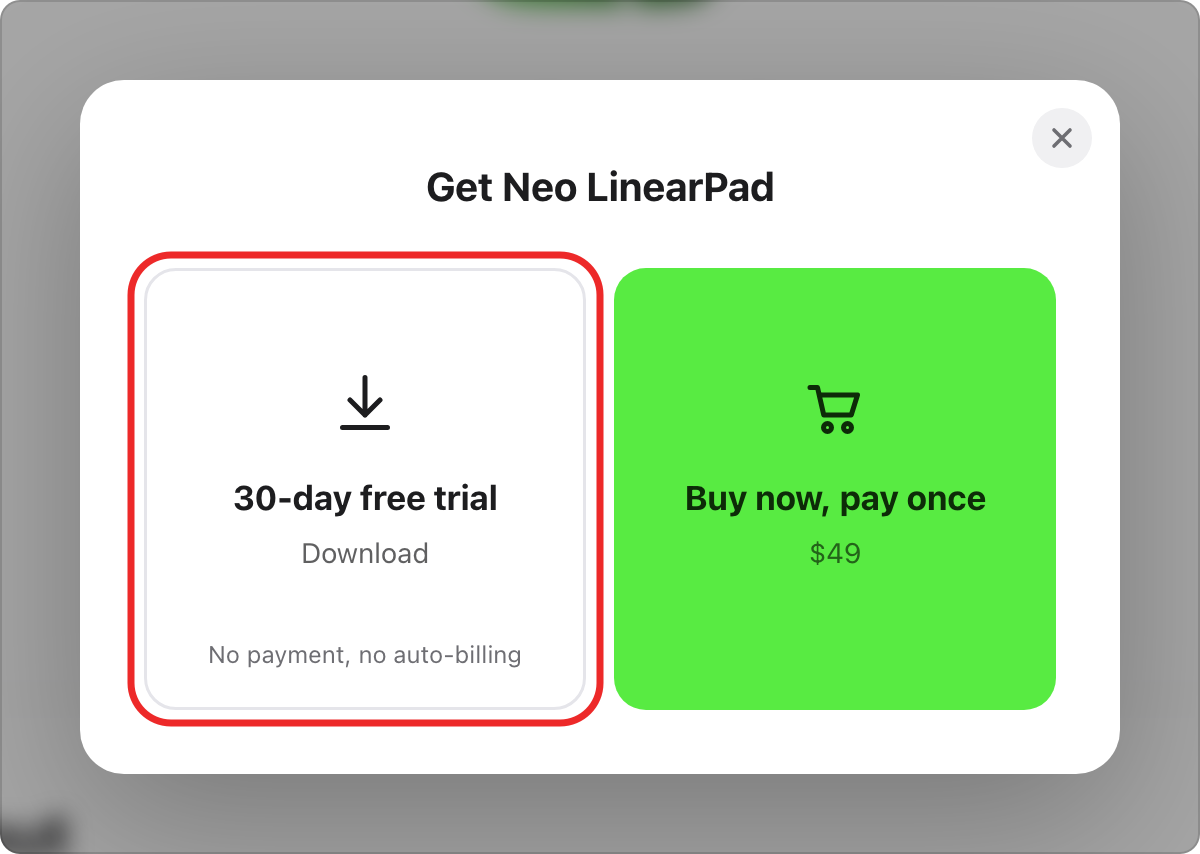 Get Neo LinearPad
30-day free trial
Download
No payment, no auto-billing
Buy now, pay once
$49